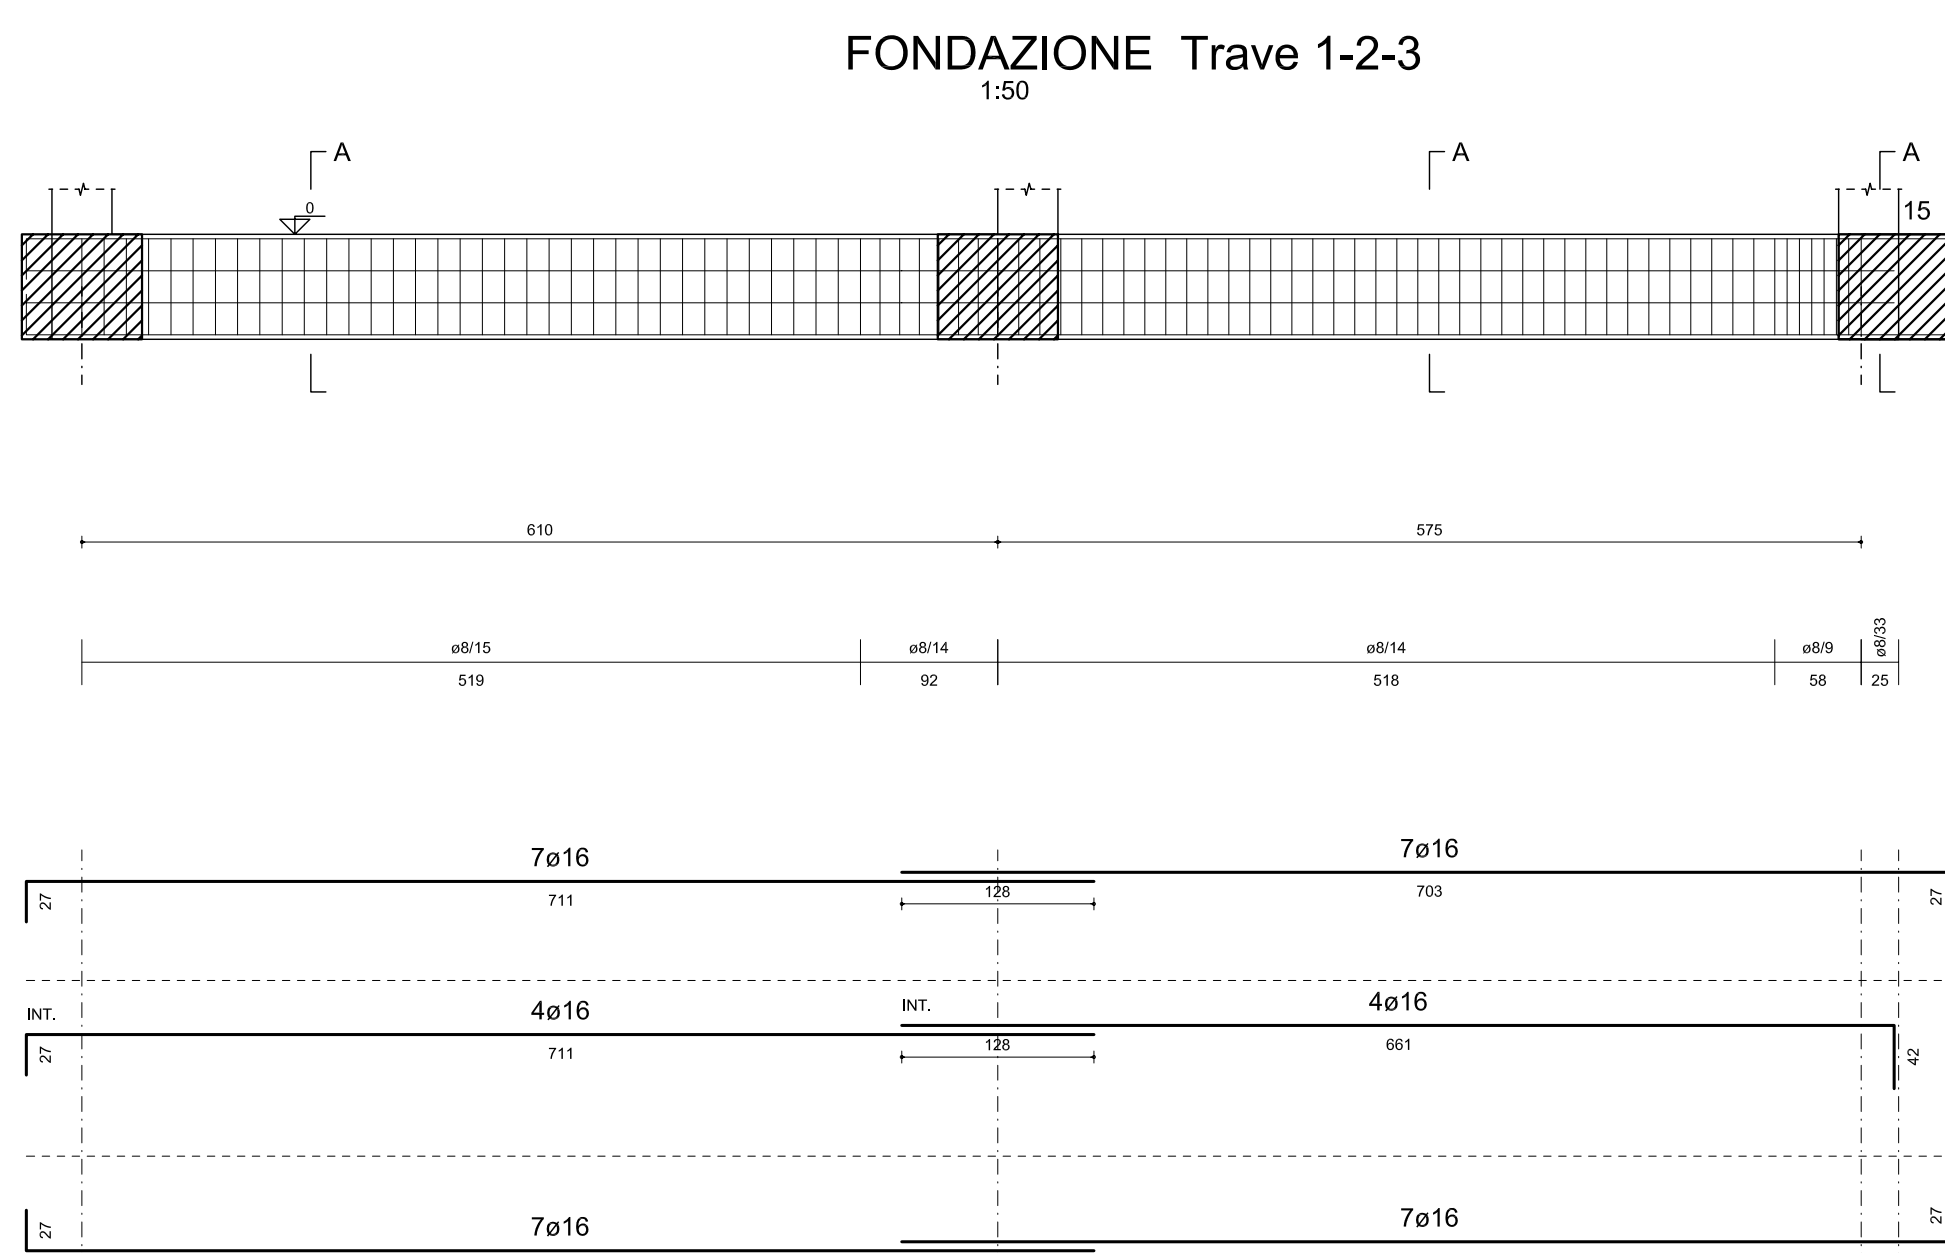 FONDAZIONE Trave 1-2-3
1:50
A A A
0
15
610 575
ø8/15 ø8/14 ø8/14 ø8/9 ø8/33
519 92 518 58 25
7ø16 7ø16
27 711 128 703 27
INT. 4ø16 INT. 4ø16
27 711 128 661 42
27 7ø16 7ø16 27